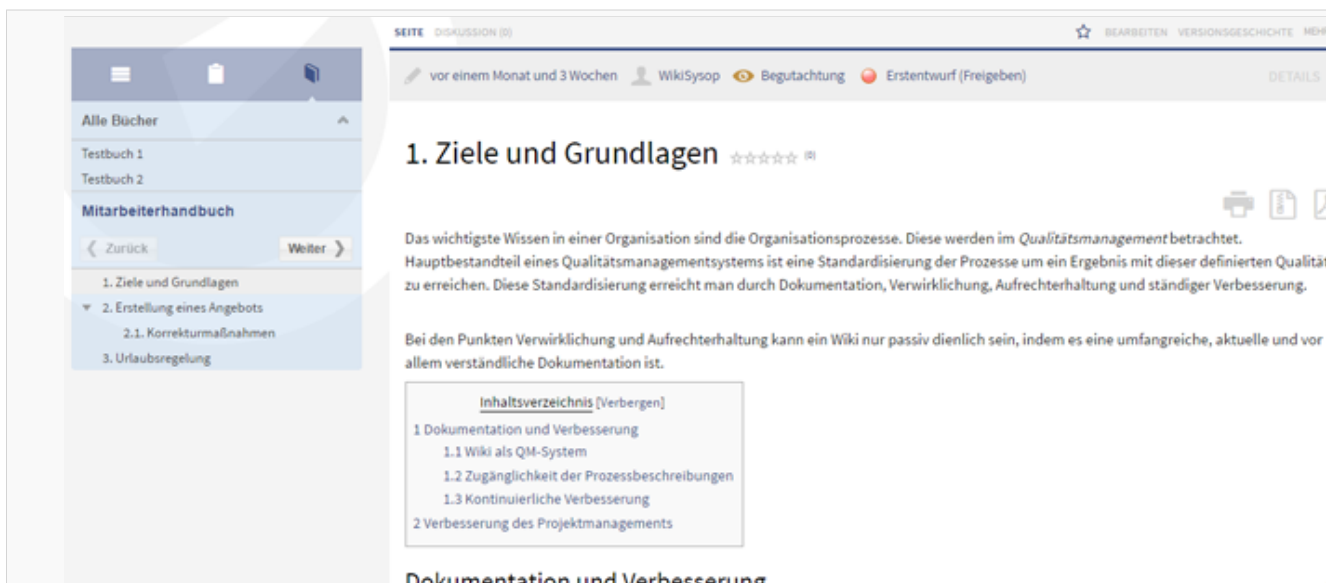 SEITE DISKUSSION (0)
BEARBEITEN VERSIONSGESCHICHTE MEHR
vor einem Monat und 3 Wochen WikiSysop Begutachtung Erstentwurf (Freigeben)
DETAILS
Alle Bücher
Testbuch 1
Testbuch 2
Mitarbeiterhandbuch
Zurück Weiter
1. Ziele und Grundlagen
2. Erstellung eines Angebots
2.1. Korrekturmaßnahmen
3. Urlaubsregelung
1. Ziele und Grundlagen (0)
Das wichtigste Wissen in einer Organisation sind die Organisationsprozesse. Diese werden im Qualitätsmanagement betrachtet.
Hauptbestandteil eines Qualitätsmanagementsystems ist eine Standardisierung der Prozesse um ein Ergebnis mit dieser definierten Qualität
zu erreichen. Diese Standardisierung erreicht man durch Dokumentation, Verwirklichung, Aufrechterhaltung und ständiger Verbesserung.
Bei den Punkten Verwirklichung und Aufrechterhaltung kann ein Wiki nur passiv dienlich sein, indem es eine umfangreiche, aktuelle und vor
allem verständliche Dokumentation ist.
Inhaltsverzeichnis [Verbergen]
1 Dokumentation und Verbesserung
1.1 Wiki als QM-System
1.2 Zugänglichkeit der Prozessbeschreibungen
1.3 Kontinuierliche Verbesserung
2 Verbesserung des Projektmanagements
Dokumentation und Verbesserung